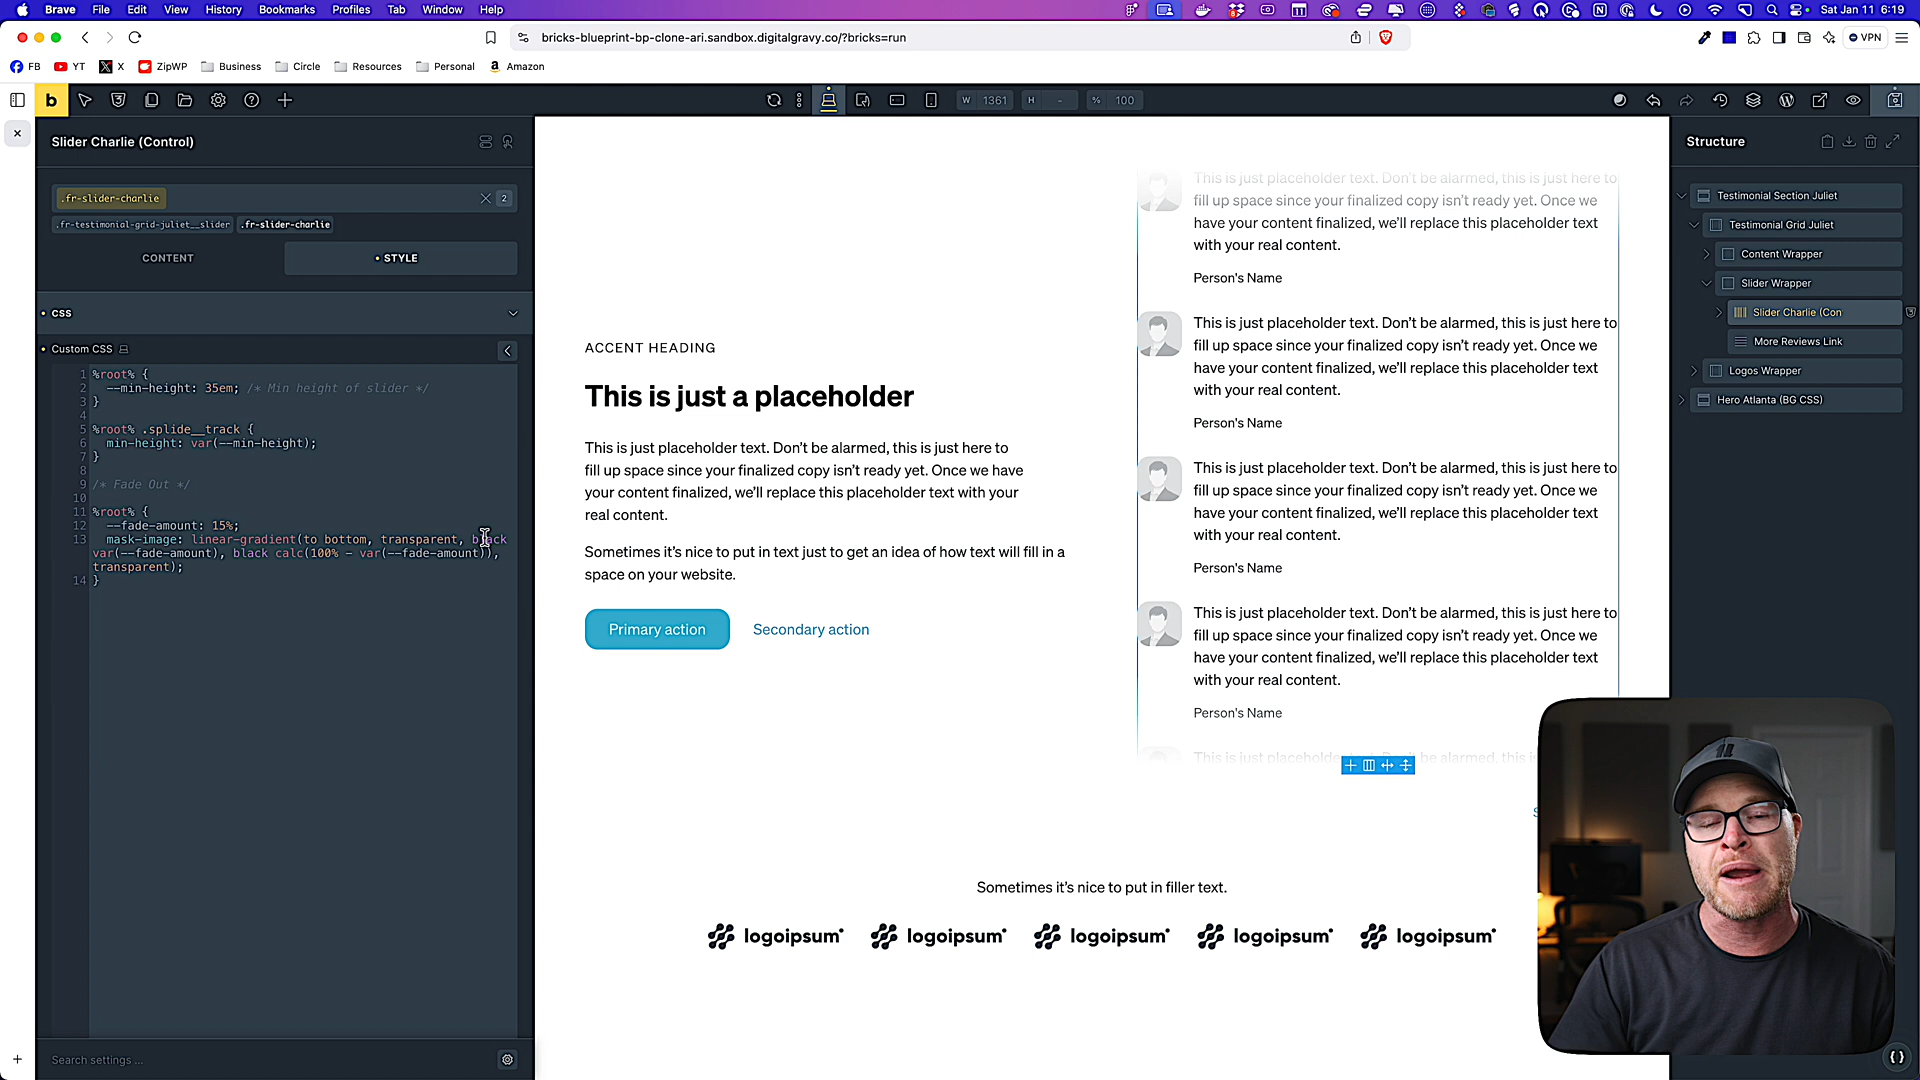 Brave File Edit View History Bookmarks Profiles Tab Window Help Sat Jan 11 6:19
bricks-blueprint-bp-clone-ari.sandbox.digitalgravy.co/?bricks=run VPN
FB YT X ZipWP Business Circle Resources Personal Amazon
b W 1361 H - % 100
Slider Charlie (Control)
.fr-slider-charlie 2
.fr-testimonial-grid-juliet__slider .fr-slider-charlie
CONTENT STYLE
CSS
Custom CSS
1 %root% {
2 --min-height: 35em; /* Min height of slider */
3 }
4
5 %root% .splide__track {
6 min-height: var(--min-height);
7 }
8
9 /* Fade Out */
10
11 %root% {
12 --fade-amount: 15%;
13 mask-image: linear-gradient(to bottom, transparent, black
var(--fade-amount), black calc(100% - var(--fade-amount)),
transparent);
14 }
Search settings ...
ACCENT HEADING
This is just a placeholder
This is just placeholder text. Don’t be alarmed, this is just here to
fill up space since your finalized copy isn’t ready yet. Once we have
your content finalized, we’ll replace this placeholder text with your
real content.
Sometimes it’s nice to put in text just to get an idea of how text will fill in a
space on your website.
Primary action Secondary action
This is just placeholder text. Don’t be alarmed, this is just here to
fill up space since your finalized copy isn’t ready yet. Once we
have your content finalized, we’ll replace this placeholder text
with your real content.
Person's Name
This is just placeholder text. Don’t be alarmed, this is just here to
fill up space since your finalized copy isn’t ready yet. Once we
have your content finalized, we’ll replace this placeholder text
with your real content.
Person's Name
This is just placeholder text. Don’t be alarmed, this is just here to
fill up space since your finalized copy isn’t ready yet. Once we
have your content finalized, we’ll replace this placeholder text
with your real content.
Person's Name
This is just placeholder text. Don’t be alarmed, this is just here to
fill up space since your finalized copy isn’t ready yet. Once we
have your content finalized, we’ll replace this placeholder text
with your real content.
Person's Name
This is just placeholder text. Don’t be alarmed, this is
Sometimes it’s nice to put in filler text.
logoipsum logoipsum logoipsum logoipsum logoipsum
Structure
Testimonial Section Juliet
Testimonial Grid Juliet
Content Wrapper
Slider Wrapper
Slider Charlie (Con
More Reviews Link
Logos Wrapper
Hero Atlanta (BG CSS)